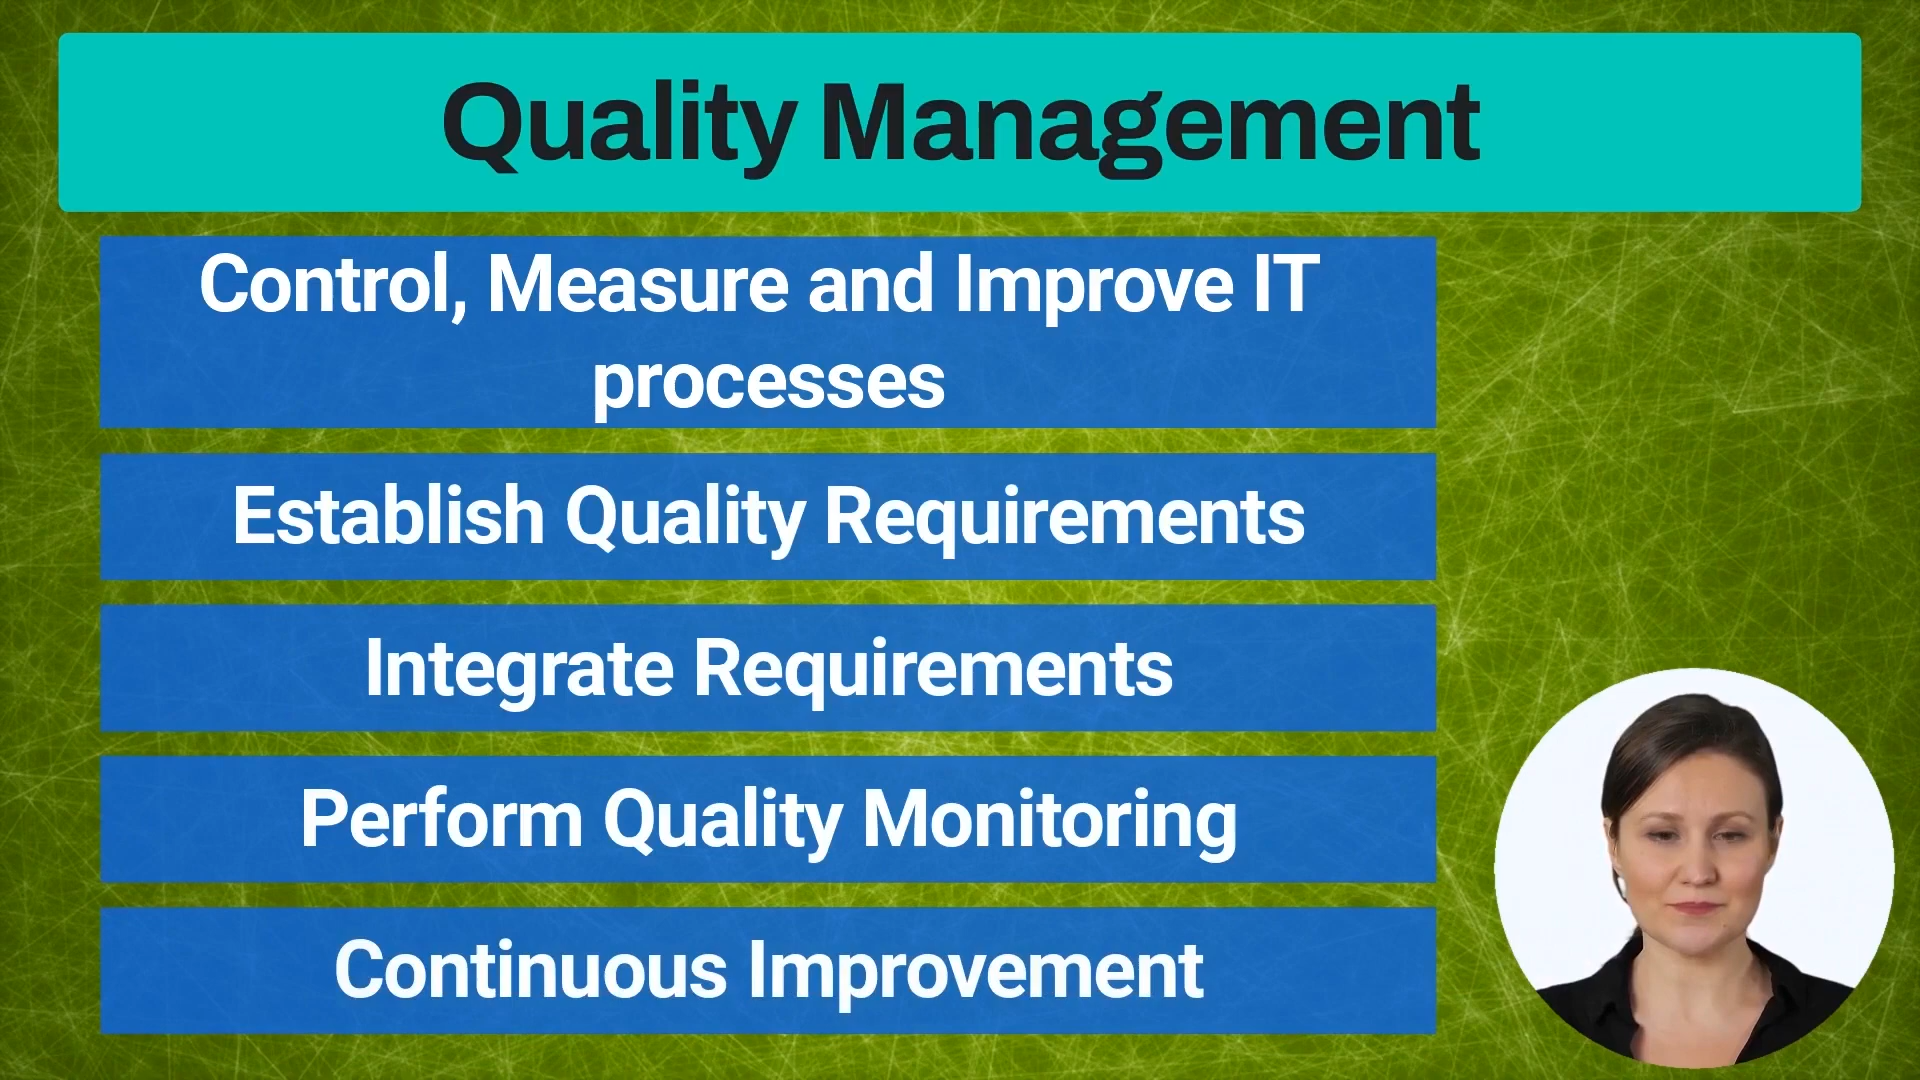 Quality Management
Control, Measure and Improve IT
processes
Establish Quality Requirements
Integrate Requirements
Perform Quality Monitoring
Continuous Improvement